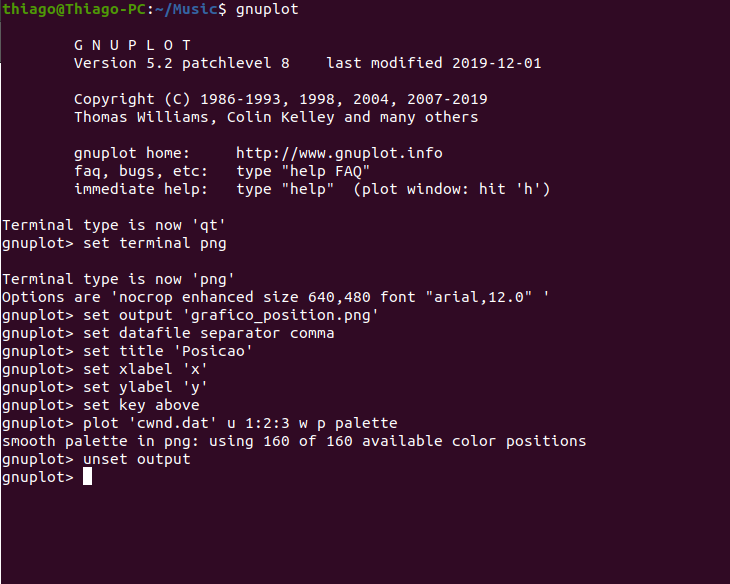 thiago@Thiago-PC:~/Music$ gnuplot
G N U P L O T
Version 5.2 patchlevel 8    last modified 2019-12-01
Copyright (C) 1986-1993, 1998, 2004, 2007-2019
Thomas Williams, Colin Kelley and many others
gnuplot home:     http://www.gnuplot.info
faq, bugs, etc:   type "help FAQ"
immediate help:   type "help"  (plot window: hit 'h')
Terminal type is now 'qt'
gnuplot> set terminal png
Terminal type is now 'png'
Options are 'nocrop enhanced size 640,480 font "arial,12.0" '
gnuplot> set output 'grafico_position.png'
gnuplot> set datafile separator comma
gnuplot> set title 'Posicao'
gnuplot> set xlabel 'x'
gnuplot> set ylabel 'y'
gnuplot> set key above
gnuplot> plot 'cwnd.dat' u 1:2:3 w p palette
smooth palette in png: using 160 of 160 available color positions
gnuplot> unset output
gnuplot>